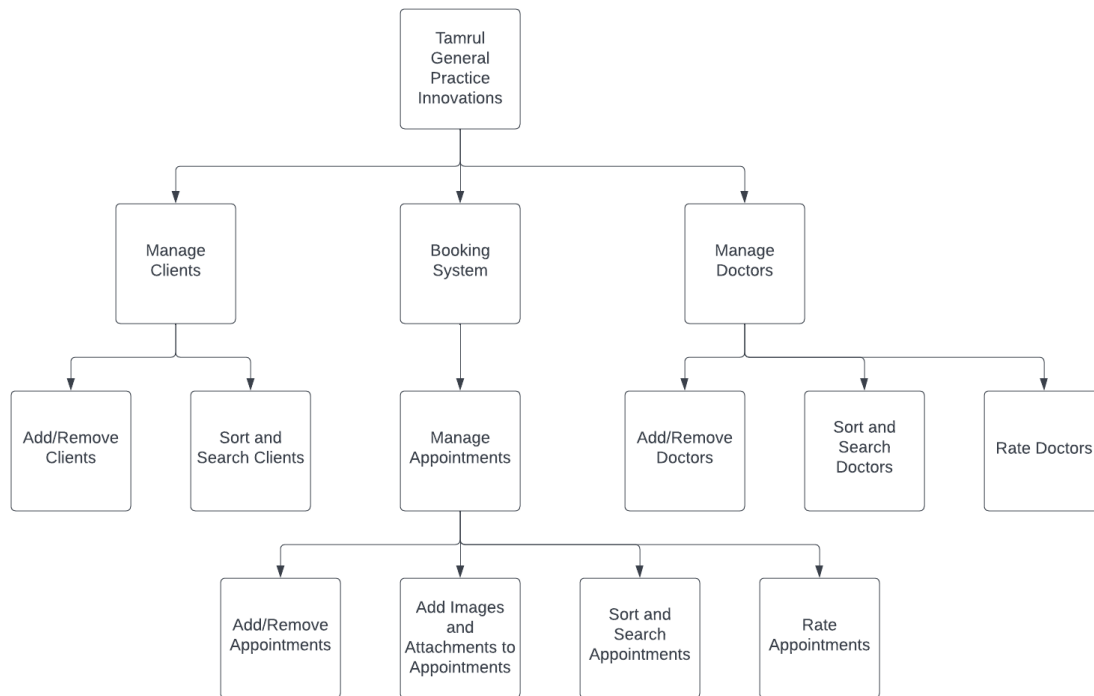 Tamrul
General
Practice
Innovations
Manage
Clients
Booking
System
Manage
Doctors
Add/Remove
Clients
Sort and
Search Clients
Manage
Appointments
Add/Remove
Doctors
Sort and
Search
Doctors
Rate Doctors
Add/Remove
Appointments
Add Images
and
Attachments to
Appointments
Sort and
Search
Appointments
Rate
Appointments